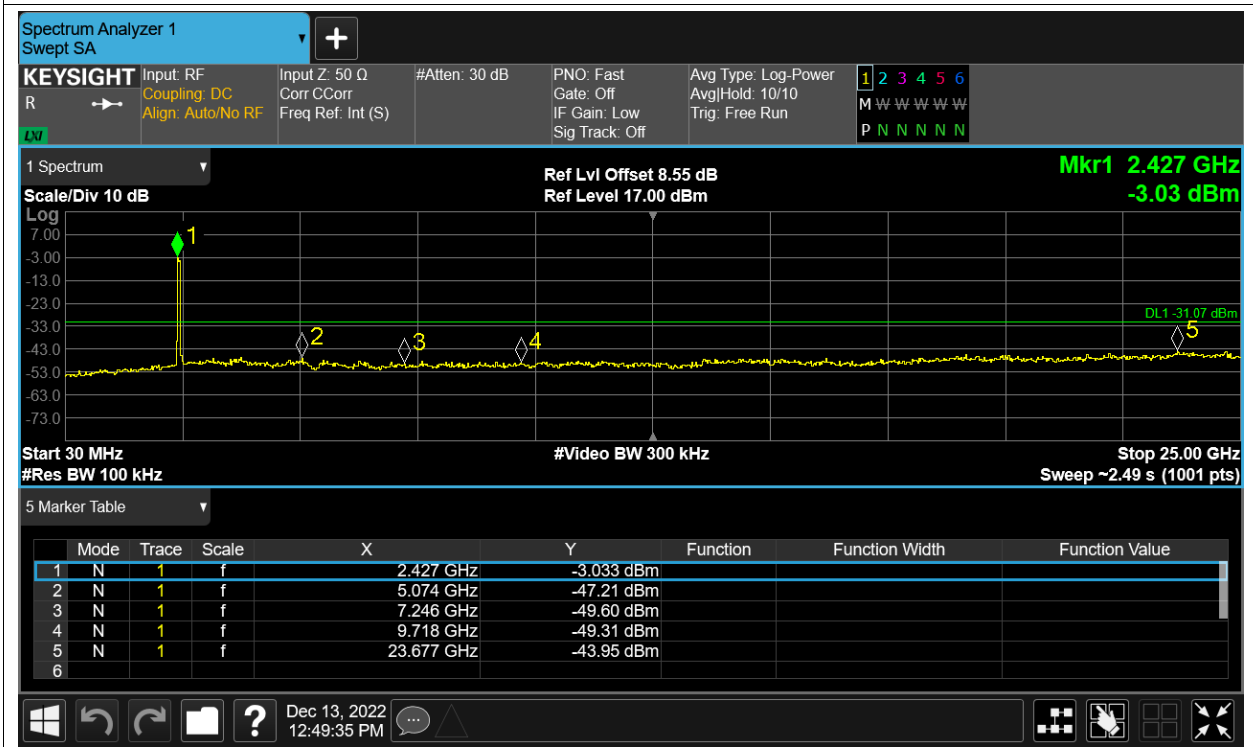 Spectrum Analyzer 1
Swept SA
KEYSIGHT
R
LXI
Input: RF
Coupling: DC
Align: Auto/No RF
Input Z: 50 Ω
Corr CCorr
Freq Ref: Int (S)
#Atten: 30 dB
PNO: Fast
Gate: Off
IF Gain: Low
Sig Track: Off
Avg Type: Log-Power
Avg|Hold: 10/10
Trig: Free Run
1 2 3 4 5 6
M W W W W W
P N N N N N
1 Spectrum
Scale/Div 10 dB
Ref Lvl Offset 8.55 dB
Ref Level 17.00 dBm
Mkr1 2.427 GHz
-3.03 dBm
Log
7.00
-3.00
-13.0
-23.0
-33.0
-43.0
-53.0
-63.0
-73.0
1
2
3
4
5
DL1 -31.07 dBm
Start 30 MHz
#Video BW 300 kHz
Stop 25.00 GHz
#Res BW 100 kHz
Sweep ~2.49 s (1001 pts)
5 Marker Table
Mode Trace Scale X Y Function Function Width Function Value
1 N 1 f 2.427 GHz -3.033 dBm
2 N 1 f 5.074 GHz -47.21 dBm
3 N 1 f 7.246 GHz -49.60 dBm
4 N 1 f 9.718 GHz -49.31 dBm
5 N 1 f 23.677 GHz -43.95 dBm
6
?
Dec 13, 2022
12:49:35 PM